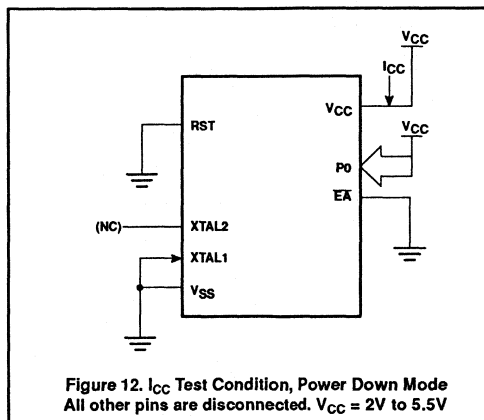 VCC
ICC
VCC
RST
VCC
P0
EA
(NC)
XTAL2
XTAL1
VSS
Figure 12. ICC Test Condition, Power Down Mode
All other pins are disconnected. VCC = 2V to 5.5V